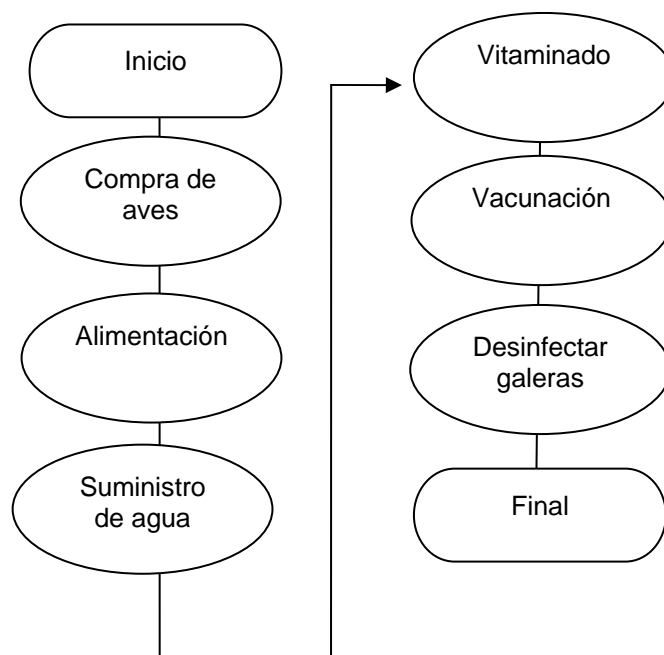 Inicio
Compra de
aves
Alimentación
Suministro
de agua
Vitaminado
Vacunación
Desinfectar
galeras
Final